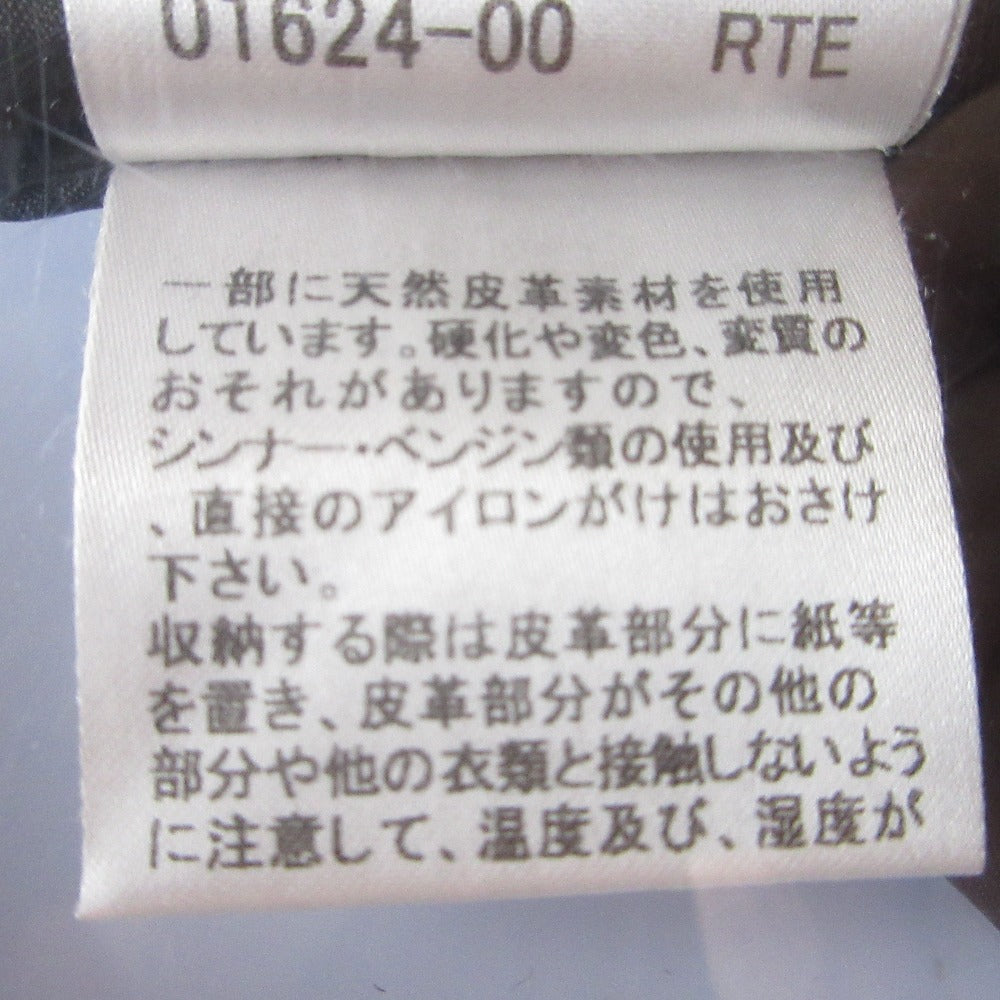 01624-00 RTE
一部に天然皮革素材を使用
しています。硬化や変色、変質の
おそれがありますので、
シンナー・ベンジン類の使用及び
、直接のアイロンがけはおさけ
下さい。
収納する際は皮革部分に紙等
を置き、皮革部分がその他の
部分や他の衣類と接触しないよう
に注意して、温度及び、湿度が